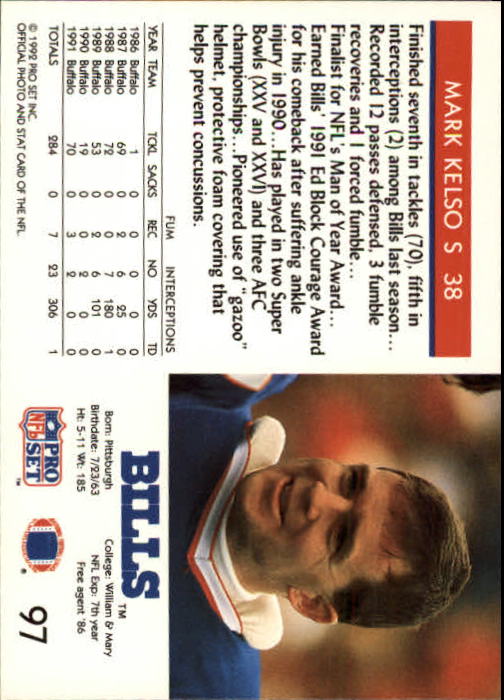 MARK KELSO S 38
Finished seventh in tackles (70), fifth in
interceptions (2) among Bills last season...
Recorded 12 passes defensed, 3 fumble
recoveries and 1 forced fumble...
Finalist for NFL's Man of Year Award...
Earned Bills' 1991 Ed Block Courage Award
for his comeback after suffering ankle
injury in 1990...Has played in two Super
Bowls (XXV and XXVI) and three AFC
championships...Pioneered use of "gazoo"
helmet, protective foam covering that
helps prevent concussions.
FUM INTERCEPTIONS
YEAR TEAM TCKL SACKS REC NO YDS TD
1986 Buffalo 1 0 0 0 0 0
1987 Buffalo 69 0 2 6 25 0
1988 Buffalo 72 0 0 7 180 1
1989 Buffalo 53 0 2 6 101 0
1990 Buffalo 19 0 1 2 0 0
1991 Buffalo 70 0 3 2 0 0
TOTALS 284 0 7 23 306 1
© 1992 PRO SET INC.
OFFICIAL PHOTO AND STAT CARD OF THE NFL
BILLS™
Born: Pittsburgh College: William & Mary
Birthdate: 7/23/63 NFL Exp: 7th year
Ht: 5-11 Wt: 185 Free agent '86
PRO
NFL
SET
™
®
97